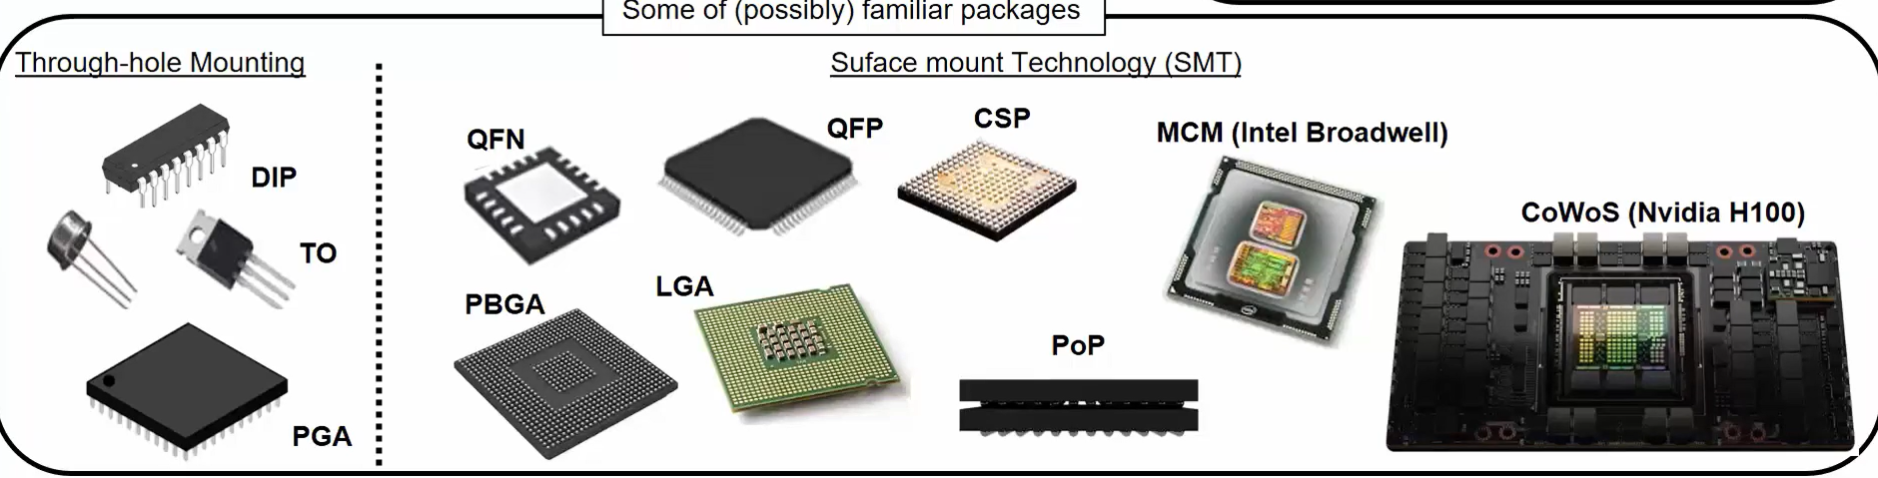 Some of (possibly) familiar packages
Through-hole Mounting
Suface mount Technology (SMT)
DIP
TO
PGA
QFN
QFP
CSP
MCM (Intel Broadwell)
CoWoS (Nvidia H100)
PBGA
LGA
PoP